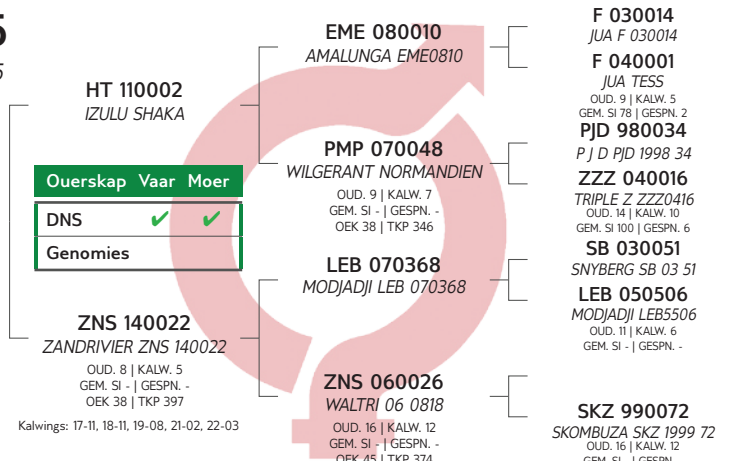 5
HT 110002
IZULU SHAKA
Ouerskap Vaar Moer
DNS ✔ ✔
Genomies
ZNS 140022
ZANDRIVIER ZNS 140022
OUD. 8 | KALW. 5
GEM. SI - | GESPN. -
OEK 38 | TKP 397
Kalwings: 17-11, 18-11, 19-08, 21-02, 22-03
EME 080010
AMALUNGA EME0810
PMP 070048
WILGERANT NORMANDIEN
OUD. 9 | KALW. 7
GEM. SI - | GESPN. -
OEK 38 | TKP 346
LEB 070368
MODJADJI LEB 070368
ZNS 060026
WALTRI 06 0818
OUD. 16 | KALW. 12
GEM. SI - | GESPN. -
OEK 45 | TKP 374
F 030014
JUA F 030014
F 040001
JUA TESS
OUD. 9 | KALW. 5
GEM. SI 78 | GESPN. 2
PJD 980034
P J D PJD 1998 34
ZZZ 040016
TRIPLE Z ZZZ0416
OUD. 14 | KALW. 10
GEM. SI 100 | GESPN. 6
SB 030051
SNYBERG SB 03 51
LEB 050506
MODJADJI LEB5506
OUD. 11 | KALW. 6
GEM. SI - | GESPN. -
SKZ 990072
SKOMBUZA SKZ 1999 72
OUD. 16 | KALW. 12
GEM. SI - | GESPN. -